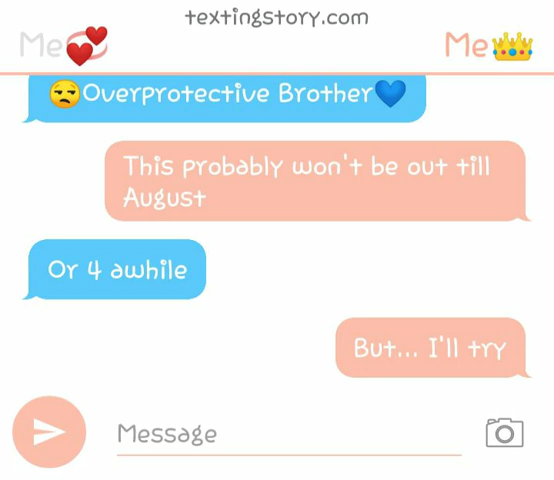 textingstory.com
Me💞 Me👑
😒Overprotective Brother💙
This probably won't be out till
August
Or 4 awhile
But... I'll try
Message